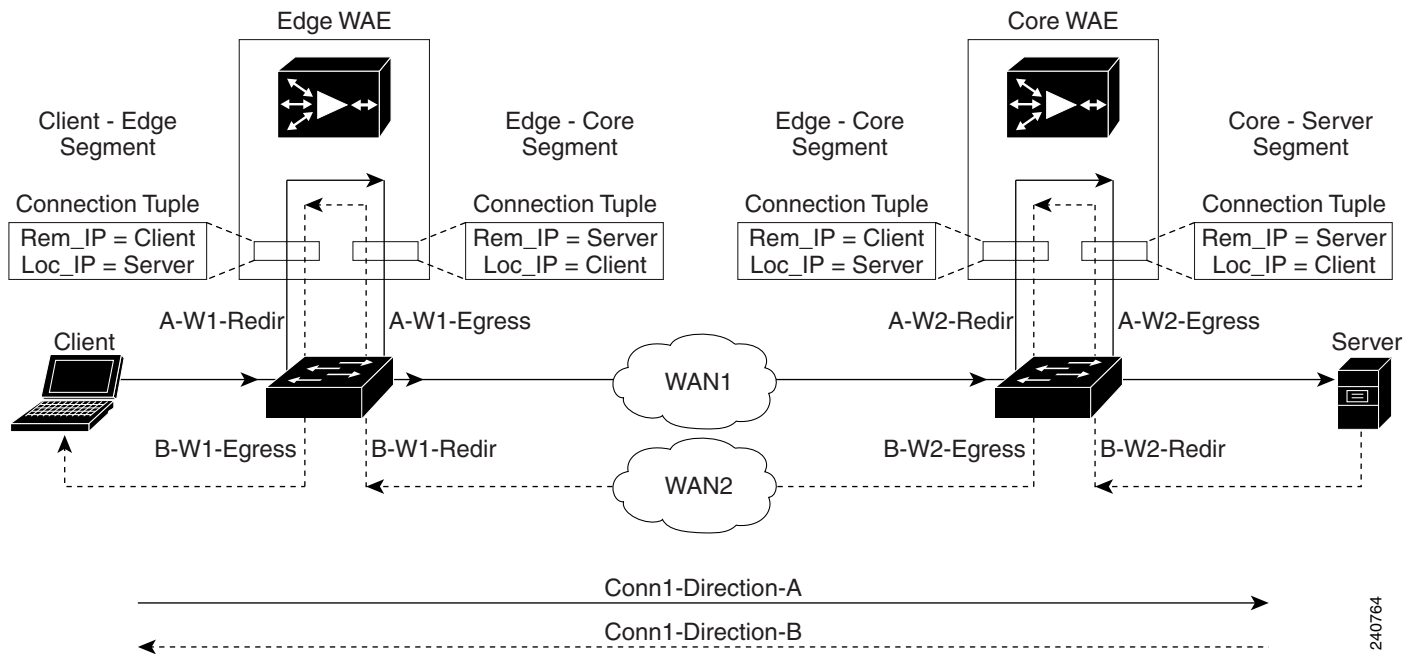 Edge WAE
Core WAE
Client - Edge
Segment
Edge - Core
Segment
Edge - Core
Segment
Core - Server
Segment
Connection Tuple
Rem_IP = Client
Loc_IP = Server
Connection Tuple
Rem_IP = Server
Loc_IP = Client
Connection Tuple
Rem_IP = Client
Loc_IP = Server
Connection Tuple
Rem_IP = Server
Loc_IP = Client
A-W1-Redir
A-W1-Egress
A-W2-Redir
A-W2-Egress
Client
Server
WAN1
B-W1-Egress
B-W1-Redir
B-W2-Egress
B-W2-Redir
WAN2
Conn1-Direction-A
Conn1-Direction-B
240764